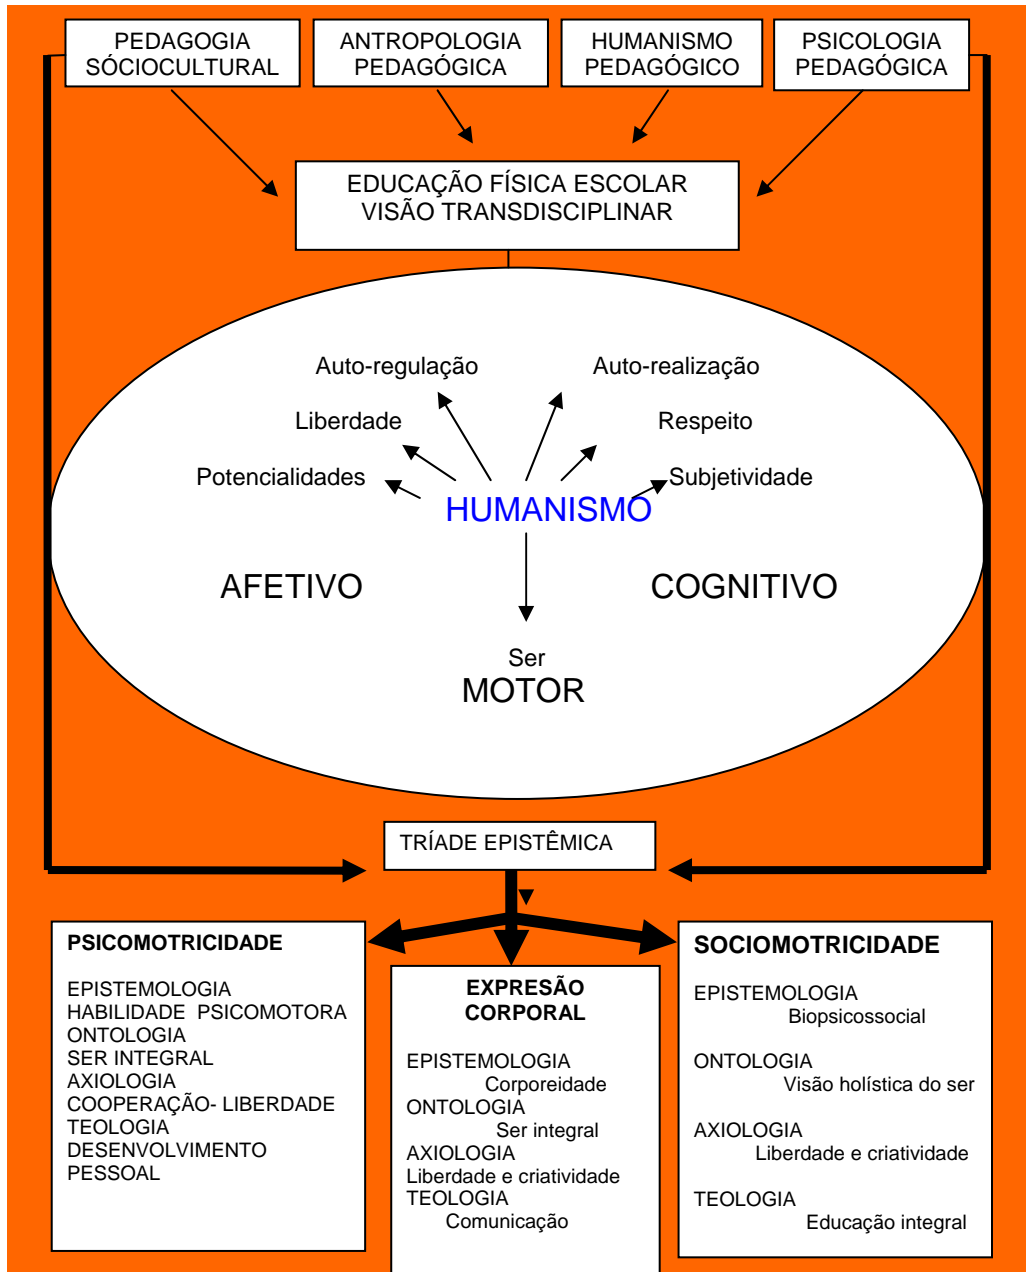 PEDAGOGIA
SÓCIOCULTURAL
ANTROPOLOGIA
PEDAGÓGICA
HUMANISMO
PEDAGÓGICO
PSICOLOGIA
PEDAGÓGICA
EDUCAÇÃO FÍSICA ESCOLAR
VISÃO TRANSDISCIPLINAR
Auto-regulação
Auto-realização
Liberdade
Respeito
Potencialidades
Subjetividade
HUMANISMO
AFETIVO
COGNITIVO
Ser
MOTOR
TRÍADE EPISTÊMICA
PSICOMOTRICIDADE
EPISTEMOLOGIA
HABILIDADE PSICOMOTORA
ONTOLOGIA
SER INTEGRAL
AXIOLOGIA
COOPERAÇÃO- LIBERDADE
TEOLOGIA
DESENVOLVIMENTO
PESSOAL
EXPRESÃO
CORPORAL
EPISTEMOLOGIA
Corporeidade
ONTOLOGIA
Ser integral
AXIOLOGIA
Liberdade e criatividade
TEOLOGIA
Comunicação
SOCIOMOTRICIDADE
EPISTEMOLOGIA
Biopsicossocial
ONTOLOGIA
Visão holística do ser
AXIOLOGIA
Liberdade e criatividade
TEOLOGIA
Educação integral